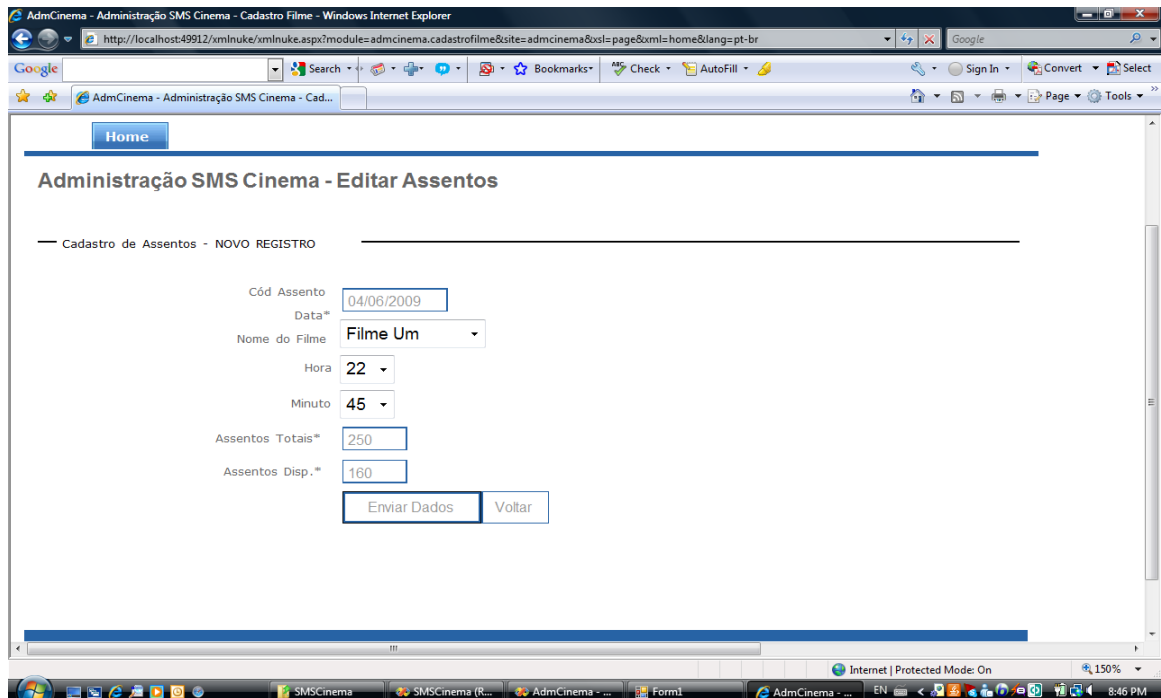 AdmCinema - Administração SMS Cinema - Cadastro Filme - Windows Internet Explorer
http://localhost:49912/xmlnuke/xmlnuke.aspx?module=admcinema.cadastrofilme&site=admcinema&xsl=page&xml=home&lang=pt-br
Google
Google Search Bookmarks Check AutoFill Sign In Convert Select
AdmCinema - Administração SMS Cinema - Cad... Page Tools
Home
Administração SMS Cinema - Editar Assentos
Cadastro de Assentos - NOVO REGISTRO
Cód Assento
Data* 04/06/2009
Nome do Filme Filme Um
Hora 22
Minuto 45
Assentos Totais* 250
Assentos Disp.* 160
Enviar Dados Voltar
Internet | Protected Mode: On 150%
SMSCinema SMSCinema (R... AdmCinema - ... Form1 AdmCinema - ... EN 8:46 PM